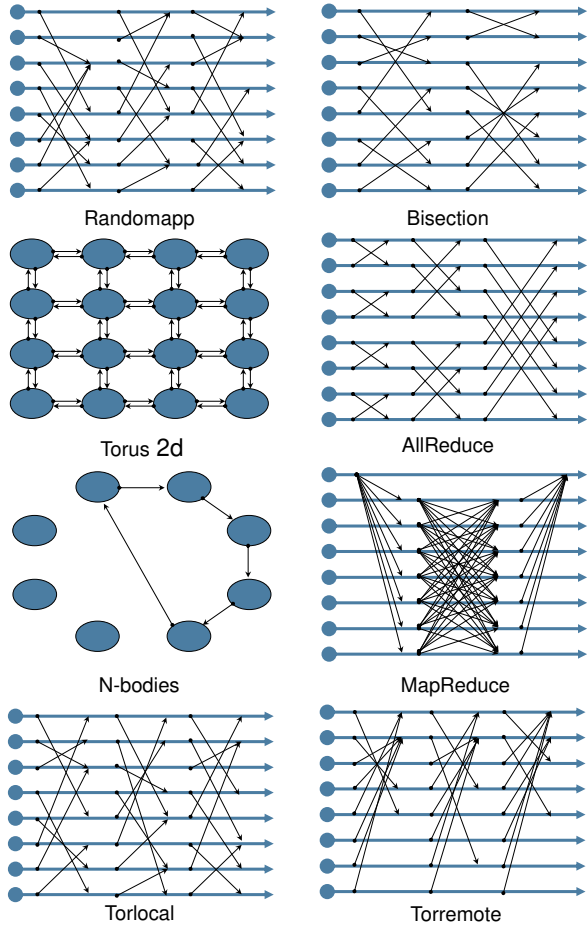 Randomapp
Bisection
Torus 2d
AllReduce
N-bodies
MapReduce
Torlocal
Torremote